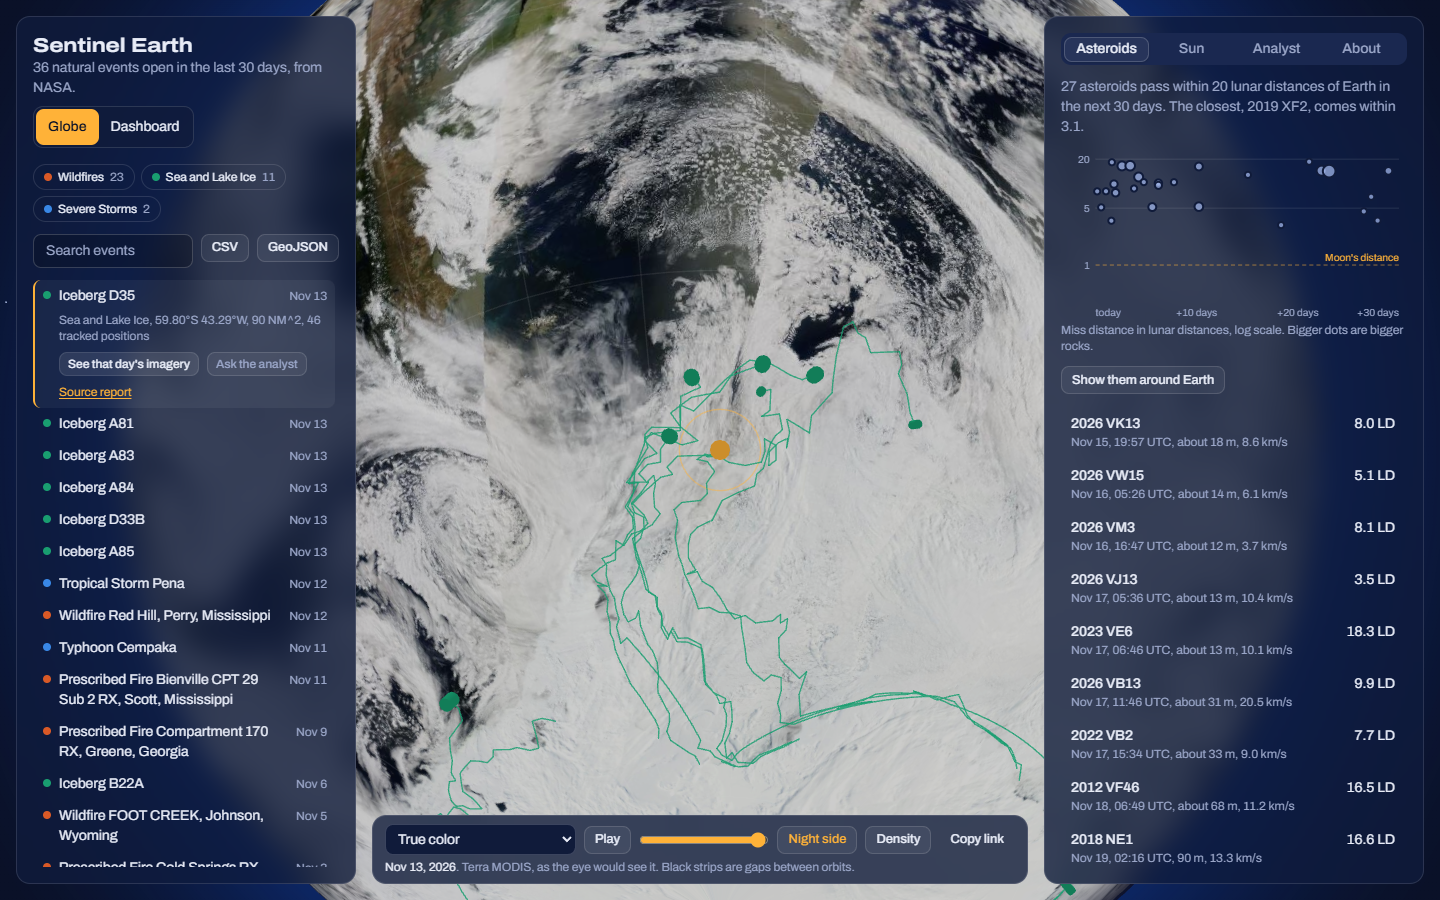 Sentinel Earth
36 natural events open in the last 30 days, from
NASA.
Globe
Dashboard
Wildfires 23
Sea and Lake Ice 11
Severe Storms 2
Search events
CSV
GeoJSON
Iceberg D35 Nov 13
Sea and Lake Ice, 59.80°S 43.29°W, 90 NM^2, 46
tracked positions
See that day's imagery
Ask the analyst
Source report
Iceberg A81 Nov 13
Iceberg A83 Nov 13
Iceberg A84 Nov 13
Iceberg D33B Nov 13
Iceberg A85 Nov 13
Tropical Storm Pena Nov 12
Wildfire Red Hill, Perry, Mississippi Nov 12
Typhoon Cempaka Nov 11
Prescribed Fire Bienville CPT 29 Nov 11
Sub 2 RX, Scott, Mississippi
Prescribed Fire Compartment 170 Nov 9
RX, Greene, Georgia
Iceberg B22A Nov 6
Wildfire FOOT CREEK, Johnson, Nov 5
Wyoming
Prescribed Fire Cold Springs RX
True color
Play
Night side
Density
Copy link
Nov 13, 2026. Terra MODIS, as the eye would see it. Black strips are gaps between orbits.
Asteroids
Sun
Analyst
About
27 asteroids pass within 20 lunar distances of Earth in
the next 30 days. The closest, 2019 XF2, comes within
3.1.
20
5
Moon's distance
1
today
+10 days
+20 days
+30 days
Miss distance in lunar distances, log scale. Bigger dots are bigger
rocks.
Show them around Earth
2026 VK13 8.0 LD
Nov 15, 19:57 UTC, about 18 m, 8.6 km/s
2026 VW15 5.1 LD
Nov 16, 05:26 UTC, about 14 m, 6.1 km/s
2026 VM3 8.1 LD
Nov 16, 16:47 UTC, about 12 m, 3.7 km/s
2026 VJ13 3.5 LD
Nov 17, 05:36 UTC, about 13 m, 10.4 km/s
2023 VE6 18.3 LD
Nov 17, 06:46 UTC, about 13 m, 10.1 km/s
2026 VB13 9.9 LD
Nov 17, 11:46 UTC, about 31 m, 20.5 km/s
2022 VB2 7.7 LD
Nov 17, 15:34 UTC, about 33 m, 9.0 km/s
2012 VF46 16.5 LD
Nov 18, 06:49 UTC, about 68 m, 11.2 km/s
2018 NE1 16.6 LD
Nov 19, 02:16 UTC, 90 m, 13.3 km/s